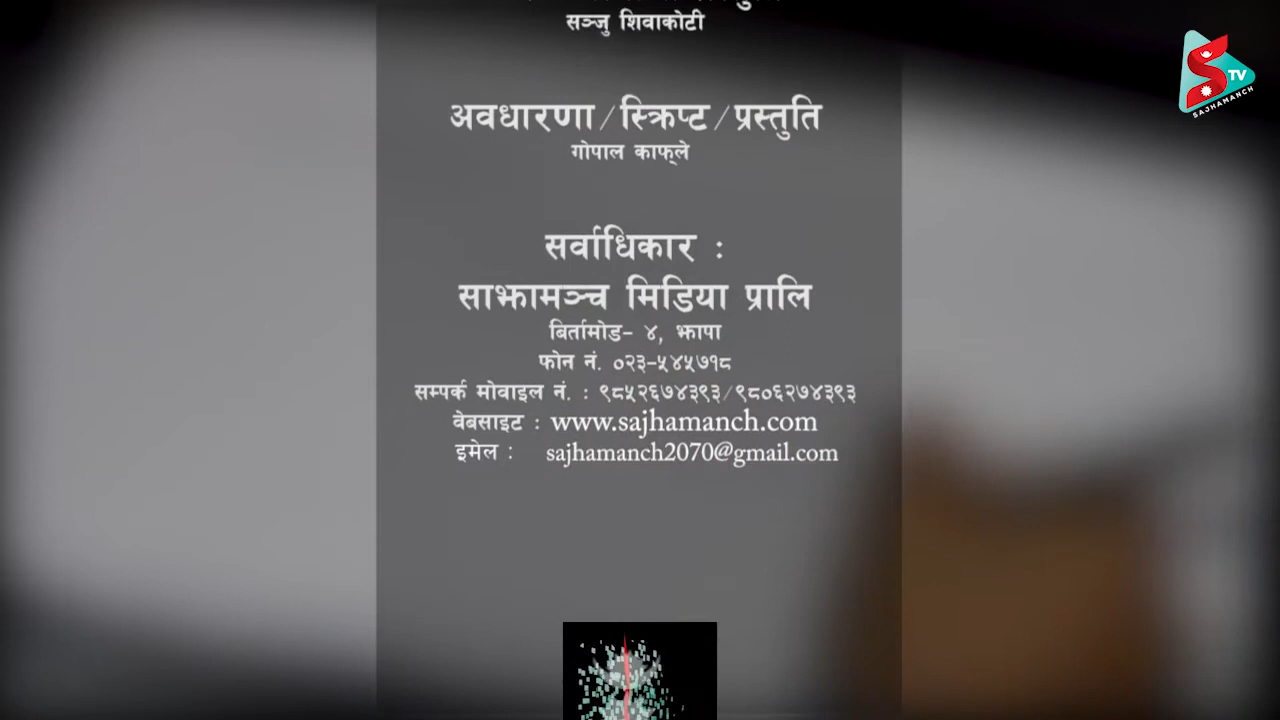 सञ्जु शिवाकोटी
अवधारणा/स्क्रिप्ट/प्रस्तुति
गोपाल काफ्‌ले
सर्वाधिकार :
साझामञ्च मिडिया प्रालि
बिर्तामोड- ४, झापा
फोन नं. ०२३-५४५७१८
सम्पर्क मोबाइल नं. : ९८५२६७४३९३/९८०६२७४३९३
वेबसाइट : www.sajhamanch.com
इमेल : sajhamanch2070@gmail.com
S TV
SAJHAMANCH